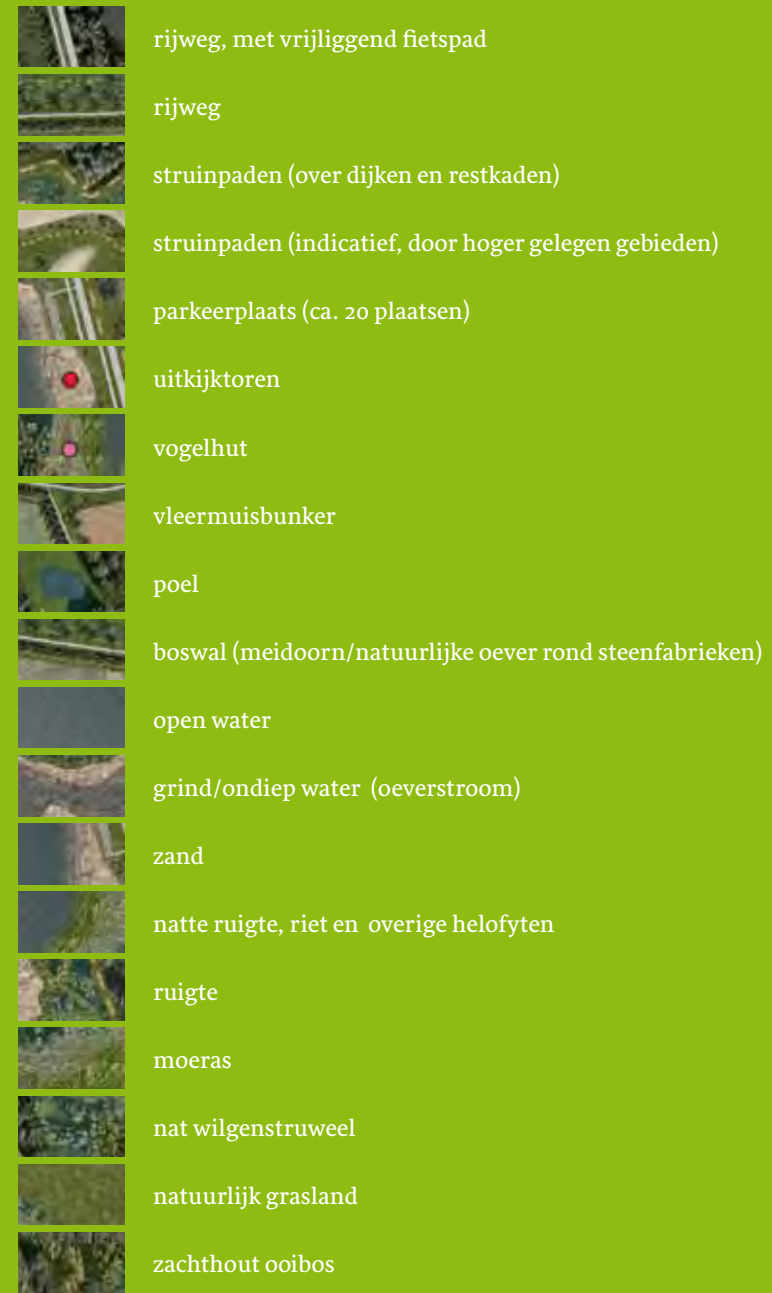 rijweg, met vrijliggend fietspad
rijweg
struinpaden (over dijken en restkaden)
struinpaden (indicatief, door hoger gelegen gebieden)
parkeerplaats (ca. 20 plaatsen)
uitkijktoren
vogelhut
vleermuisbunker
poel
boswal (meidoorn/natuurlijke oever rond steenfabrieken)
open water
grind/ondiep water (oeverstroom)
zand
natte ruigte, riet en overige helofyten
ruigte
moeras
nat wilgenstruweel
natuurlijk grasland
zachthout ooibos